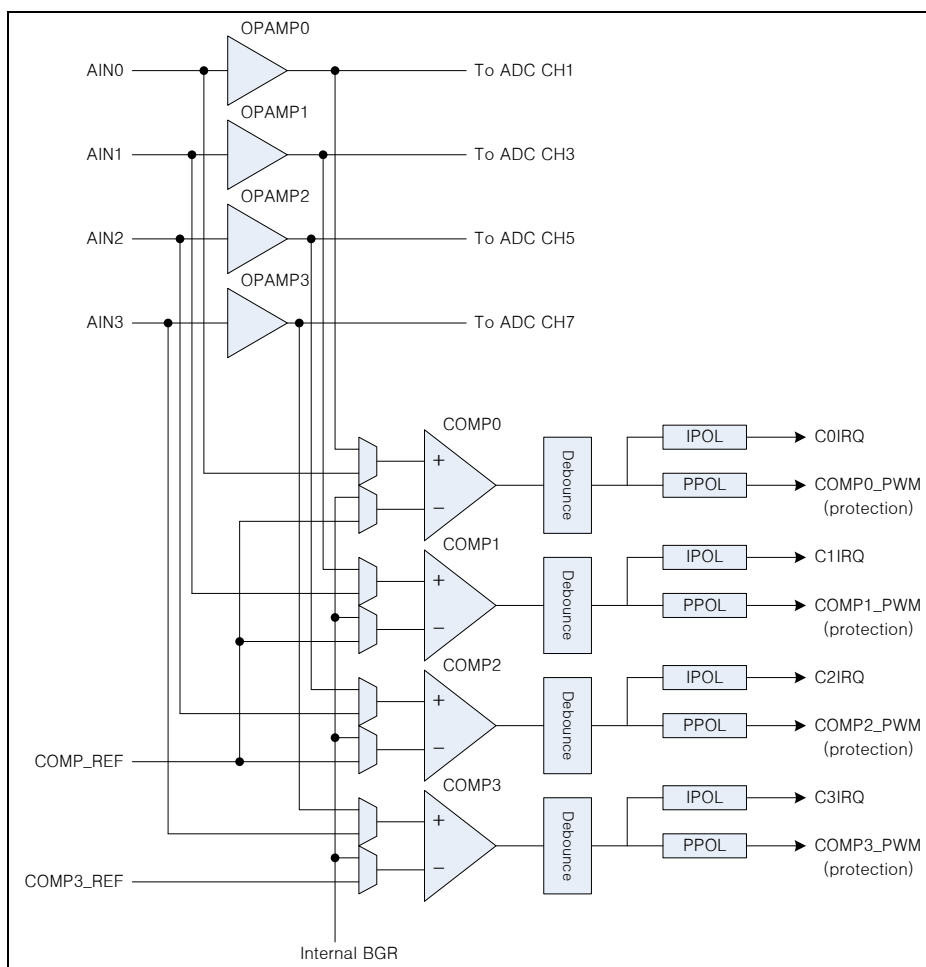 OPAMP0
AIN0
To ADC CH1
OPAMP1
AIN1
To ADC CH3
OPAMP2
AIN2
To ADC CH5
OPAMP3
AIN3
To ADC CH7
COMP0
+
−
Debounce
IPOL
C0IRQ
PPOL
COMP0_PWM
(protection)
COMP1
+
−
Debounce
IPOL
C1IRQ
PPOL
COMP1_PWM
(protection)
COMP2
+
−
Debounce
IPOL
C2IRQ
PPOL
COMP2_PWM
(protection)
COMP_REF
COMP3
+
−
Debounce
IPOL
C3IRQ
PPOL
COMP3_PWM
(protection)
COMP3_REF
Internal BGR